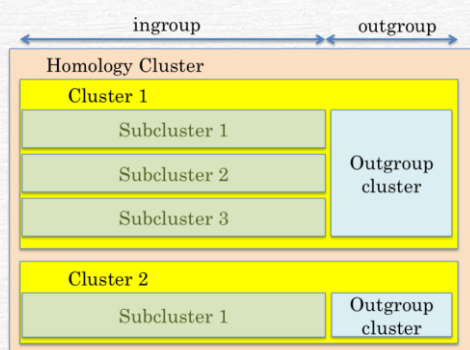 ingroup
outgroup
Homology Cluster
Cluster 1
Subcluster 1
Subcluster 2
Subcluster 3
Outgroup
cluster
Cluster 2
Subcluster 1
Outgroup
cluster